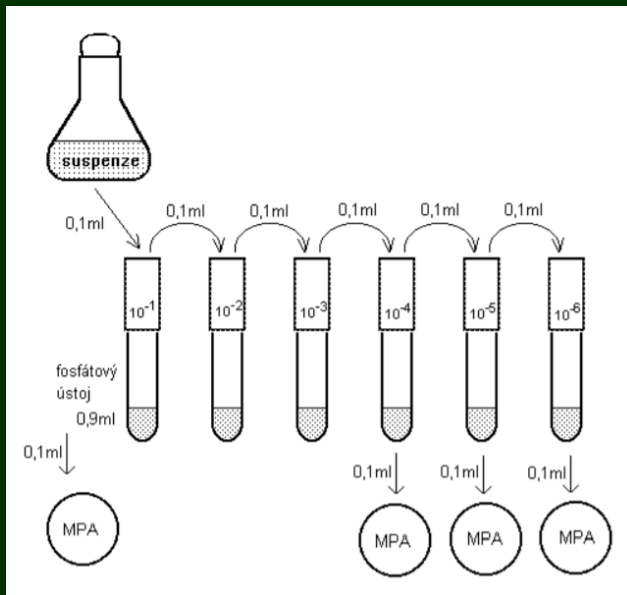 suspenze
0,1ml
0,1ml
0,1ml
0,1ml
0,1ml
0,1ml
10-1
10-2
10-3
10-4
10-5
10-6
fosfátový
ústoj
0,9ml
0,1ml
0,1ml
0,1ml
0,1ml
MPA
MPA
MPA
MPA